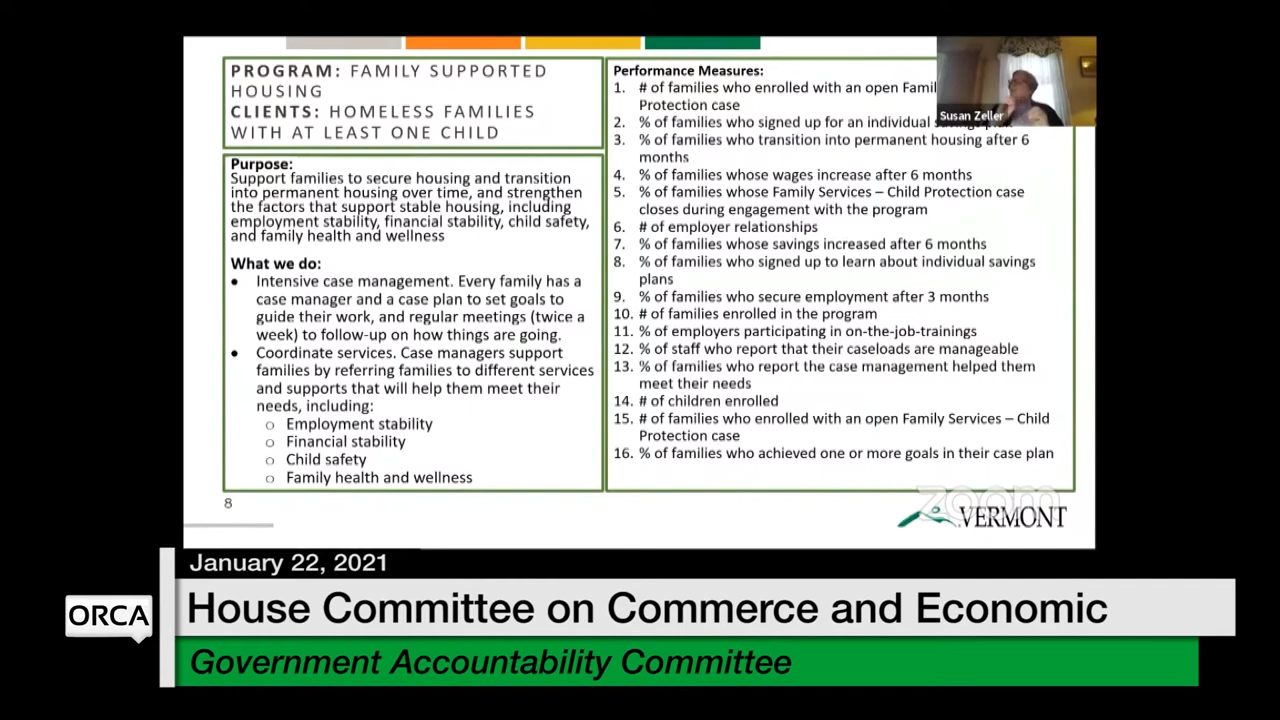 PROGRAM: FAMILY SUPPORTED
HOUSING
CLIENTS: HOMELESS FAMILIES
WITH AT LEAST ONE CHILD
Purpose:
Support families to secure housing and transition
into permanent housing over time, and strengthen
the factors that support stable housing, including
employment stability, financial stability, child safety,
and family health and wellness
What we do:
• Intensive case management. Every family has a
case manager and a case plan to set goals to
guide their work, and regular meetings (twice a
week) to follow-up on how things are going.
• Coordinate services. Case managers support
families by referring families to different services
and supports that will help them meet their
needs, including:
o Employment stability
o Financial stability
o Child safety
o Family health and wellness
Performance Measures:
1. # of families who enrolled with an open
Protection case
2. % of families who signed up for an individual
3. % of families who transition into permanent housing after 6
months
4. % of families whose wages increase after 6 months
5. % of families whose Family Services – Child Protection case
closes during engagement with the program
6. # of employer relationships
7. % of families whose savings increased after 6 months
8. % of families who signed up to learn about individual savings
plans
9. % of families who secure employment after 3 months
10. # of families enrolled in the program
11. % of employers participating in on-the-job-trainings
12. % of staff who report that their caseloads are manageable
13. % of families who report the case management helped them
meet their needs
14. # of children enrolled
15. # of families who enrolled with an open Family Services – Child
Protection case
16. % of families who achieved one or more goals in their case plan
Susan Zeller
8
zoom
VERMONT
January 22, 2021
ORCA
House Committee on Commerce and Economic
Government Accountability Committee